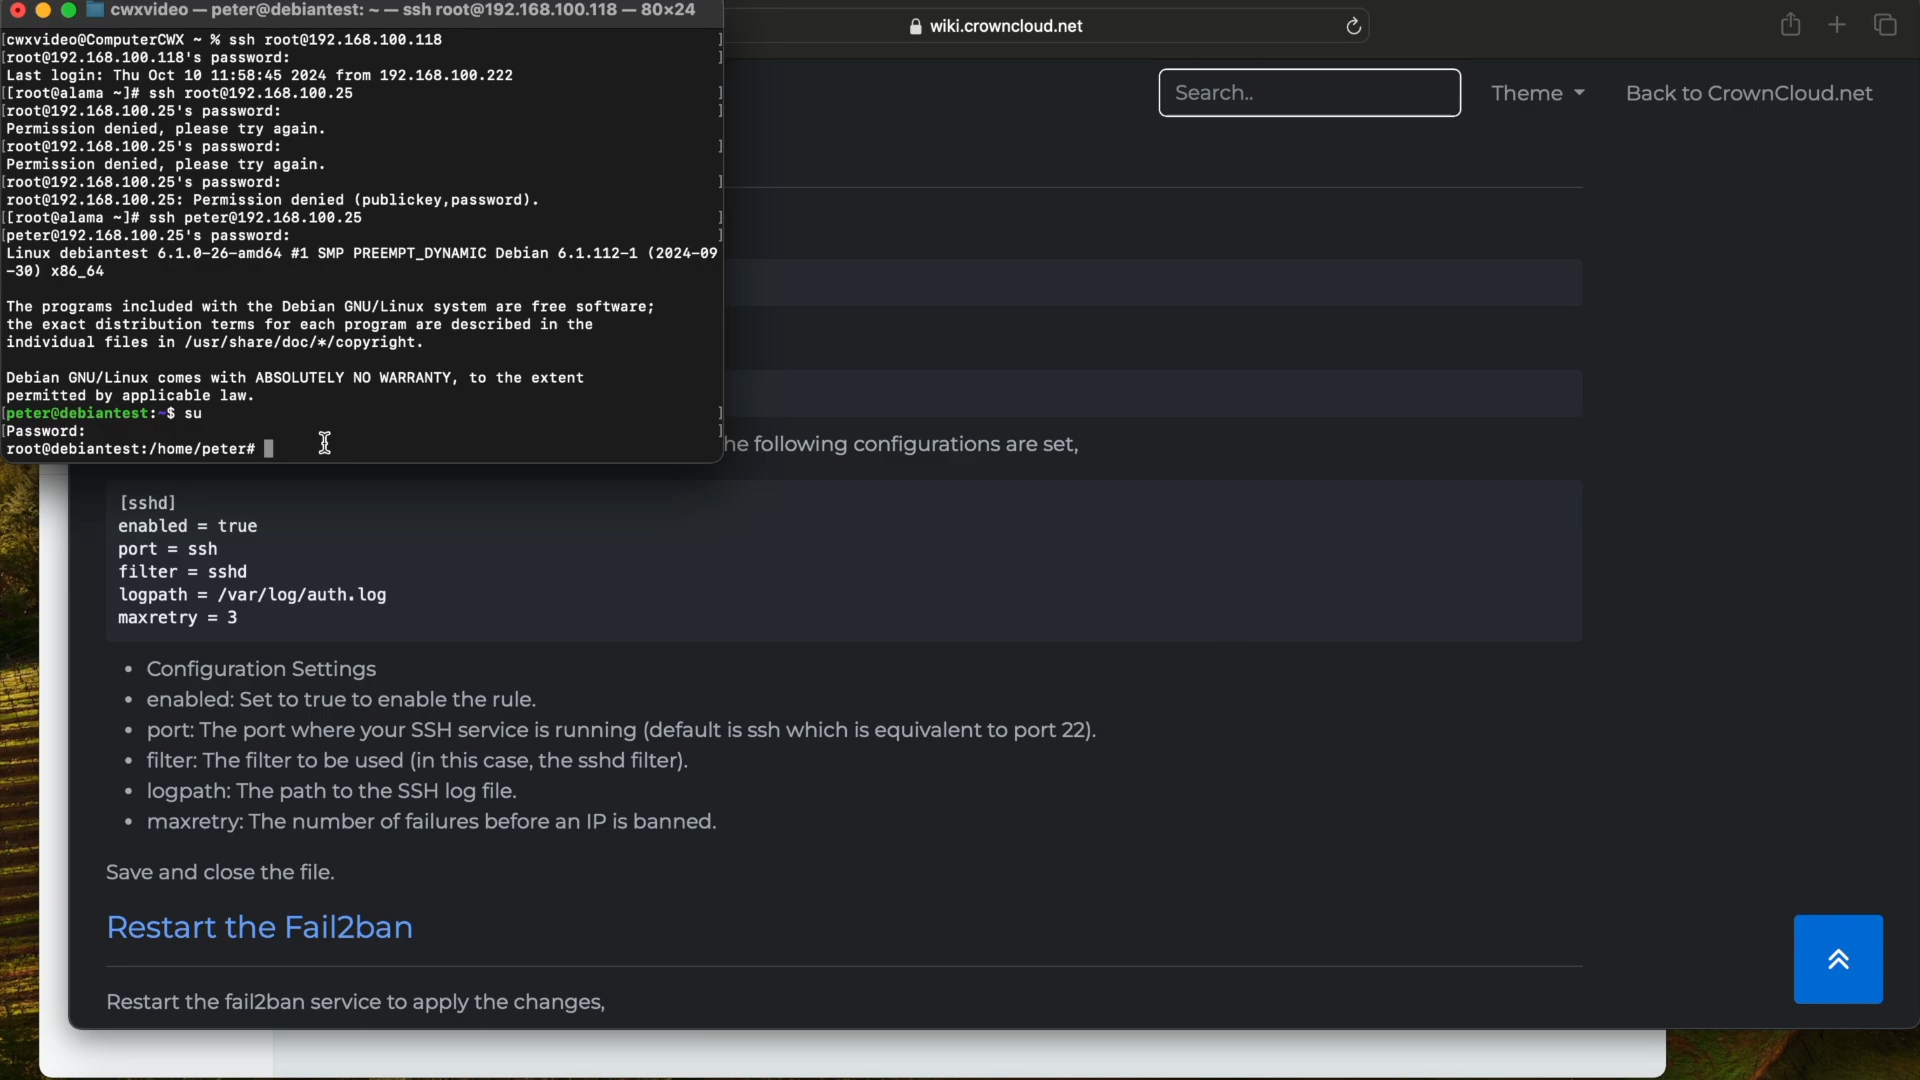 cwxvideo — peter@debiantest: ~ — ssh root@192.168.100.118 — 80×24
[cwxvideo@ComputerCWX ~ % ssh root@192.168.100.118 ]
[root@192.168.100.118's password: ]
Last login: Thu Oct 10 11:58:45 2024 from 192.168.100.222
[[root@alama ~]# ssh root@192.168.100.25 ]
[root@192.168.100.25's password: ]
Permission denied, please try again.
[root@192.168.100.25's password: ]
Permission denied, please try again.
[root@192.168.100.25's password: ]
root@192.168.100.25: Permission denied (publickey,password).
[[root@alama ~]# ssh peter@192.168.100.25 ]
[peter@192.168.100.25's password: ]
Linux debiantest 6.1.0-26-amd64 #1 SMP PREEMPT_DYNAMIC Debian 6.1.112-1 (2024-09
-30) x86_64
The programs included with the Debian GNU/Linux system are free software;
the exact distribution terms for each program are described in the
individual files in /usr/share/doc/*/copyright.
Debian GNU/Linux comes with ABSOLUTELY NO WARRANTY, to the extent
permitted by applicable law.
[peter@debiantest:~$ su ]
[Password: ]
root@debiantest:/home/peter#
wiki.crowncloud.net
Search..
Theme
Back to CrownCloud.net
he following configurations are set,
[sshd]
enabled = true
port = ssh
filter = sshd
logpath = /var/log/auth.log
maxretry = 3
• Configuration Settings
• enabled: Set to true to enable the rule.
• port: The port where your SSH service is running (default is ssh which is equivalent to port 22).
• filter: The filter to be used (in this case, the sshd filter).
• logpath: The path to the SSH log file.
• maxretry: The number of failures before an IP is banned.
Save and close the file.
Restart the Fail2ban
Restart the fail2ban service to apply the changes,